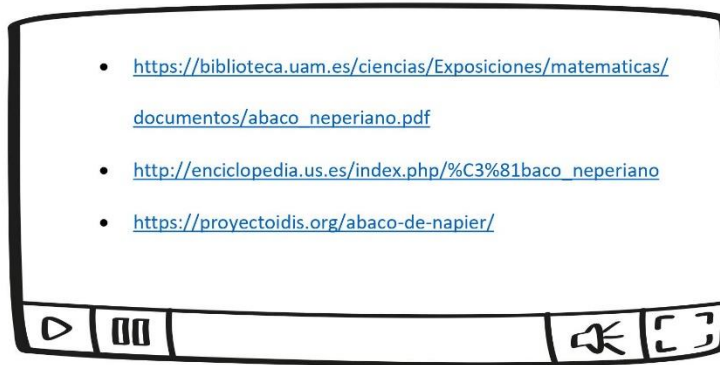 • https://biblioteca.uam.es/ciencias/Exposiciones/matematicas/
documentos/abaco_neperiano.pdf
• http://enciclopedia.us.es/index.php/%C3%81baco_neperiano
• https://proyectoidis.org/abaco-de-napier/